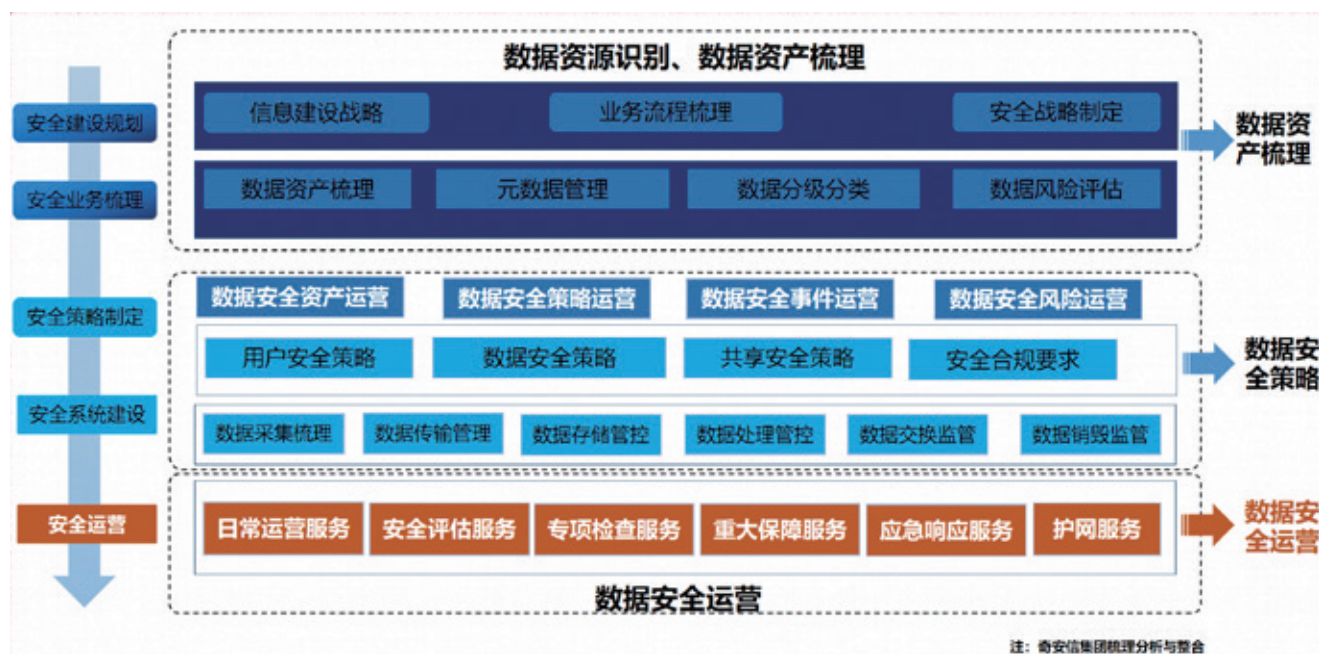 数据资源识别、数据资产梳理
安全建设规划
信息建设战略
业务流程梳理
安全战略制定
数据资
产梳理
安全业务梳理
数据资产梳理
元数据管理
数据分级分类
数据风险评估
数据安全资产运营
数据安全策略运营
数据安全事件运营
数据安全风险运营
安全策略制定
用户安全策略
数据安全策略
共享安全策略
安全合规要求
数据安
全策略
安全系统建设
数据采集梳理
数据传输管理
数据存储管控
数据处理管控
数据交换监管
数据销毁监管
安全运营
日常运营服务
安全评估服务
专项检查服务
重大保障服务
应急响应服务
护网服务
数据安
全运营
数据安全运营
注：奇安信集团梳理分析与整合